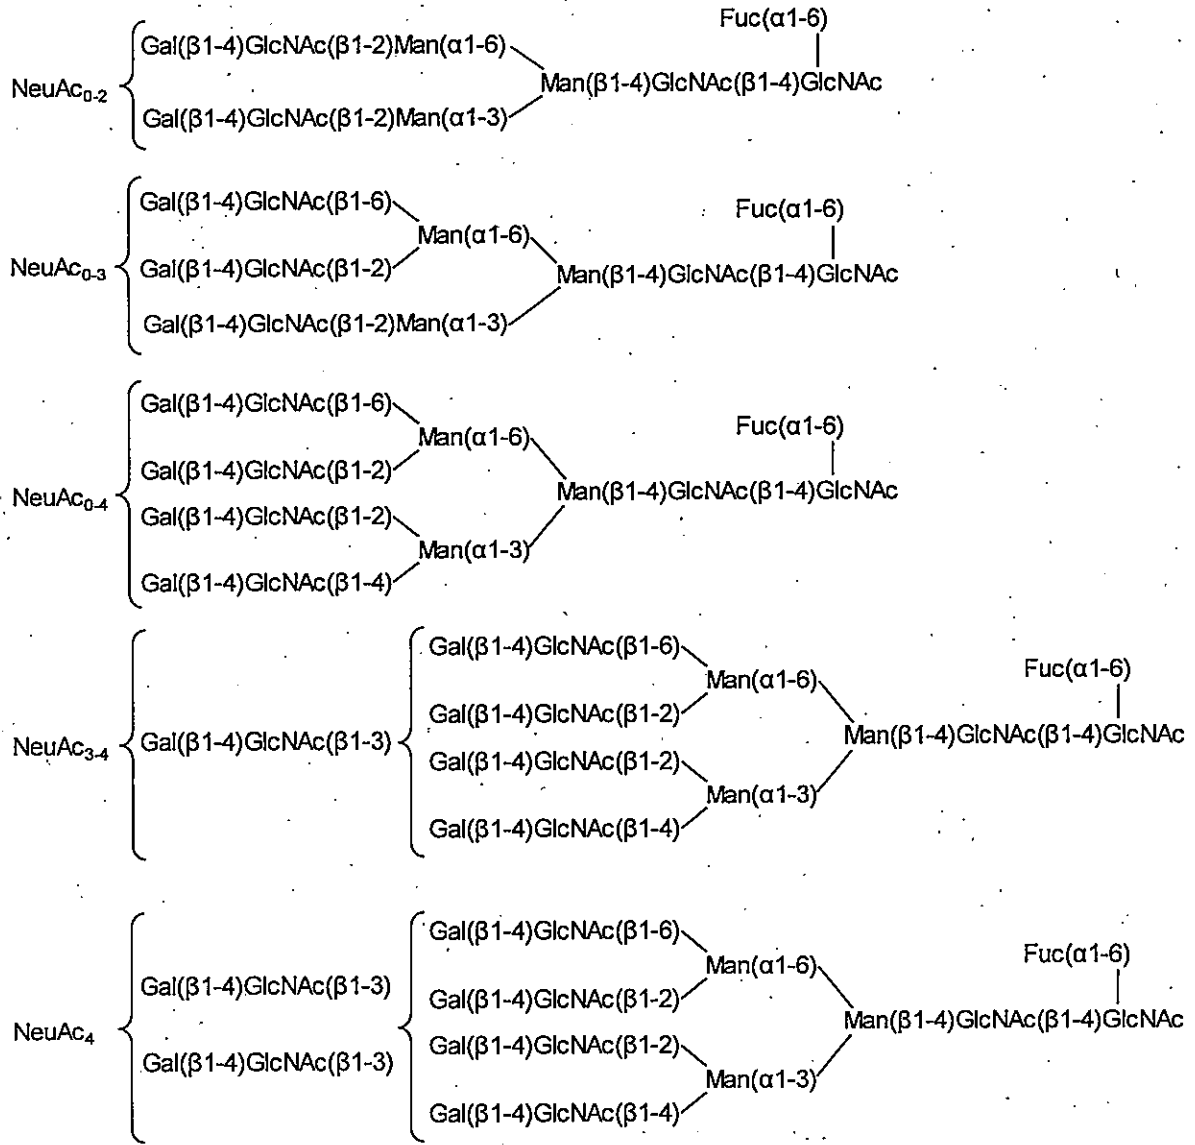 Fuc(α1-6)
Gal(β1-4)GlcNAc(β1-2)Man(α1-6)
NeuAc0-2 Man(β1-4)GlcNAc(β1-4)GlcNAc
Gal(β1-4)GlcNAc(β1-2)Man(α1-3)
Gal(β1-4)GlcNAc(β1-6) Fuc(α1-6)
Man(α1-6)
NeuAc0-3 Gal(β1-4)GlcNAc(β1-2) Man(β1-4)GlcNAc(β1-4)GlcNAc
Gal(β1-4)GlcNAc(β1-2)Man(α1-3)
Gal(β1-4)GlcNAc(β1-6) Fuc(α1-6)
Man(α1-6)
Gal(β1-4)GlcNAc(β1-2)
NeuAc0-4 Man(β1-4)GlcNAc(β1-4)GlcNAc
Gal(β1-4)GlcNAc(β1-2)
Man(α1-3)
Gal(β1-4)GlcNAc(β1-4)
Gal(β1-4)GlcNAc(β1-6) Fuc(α1-6)
Man(α1-6)
Gal(β1-4)GlcNAc(β1-2)
NeuAc3-4 Gal(β1-4)GlcNAc(β1-3) Man(β1-4)GlcNAc(β1-4)GlcNAc
Gal(β1-4)GlcNAc(β1-2)
Man(α1-3)
Gal(β1-4)GlcNAc(β1-4)
Gal(β1-4)GlcNAc(β1-6) Fuc(α1-6)
Man(α1-6)
Gal(β1-4)GlcNAc(β1-3) Gal(β1-4)GlcNAc(β1-2)
NeuAc4 Man(β1-4)GlcNAc(β1-4)GlcNAc
Gal(β1-4)GlcNAc(β1-3) Gal(β1-4)GlcNAc(β1-2)
Man(α1-3)
Gal(β1-4)GlcNAc(β1-4)